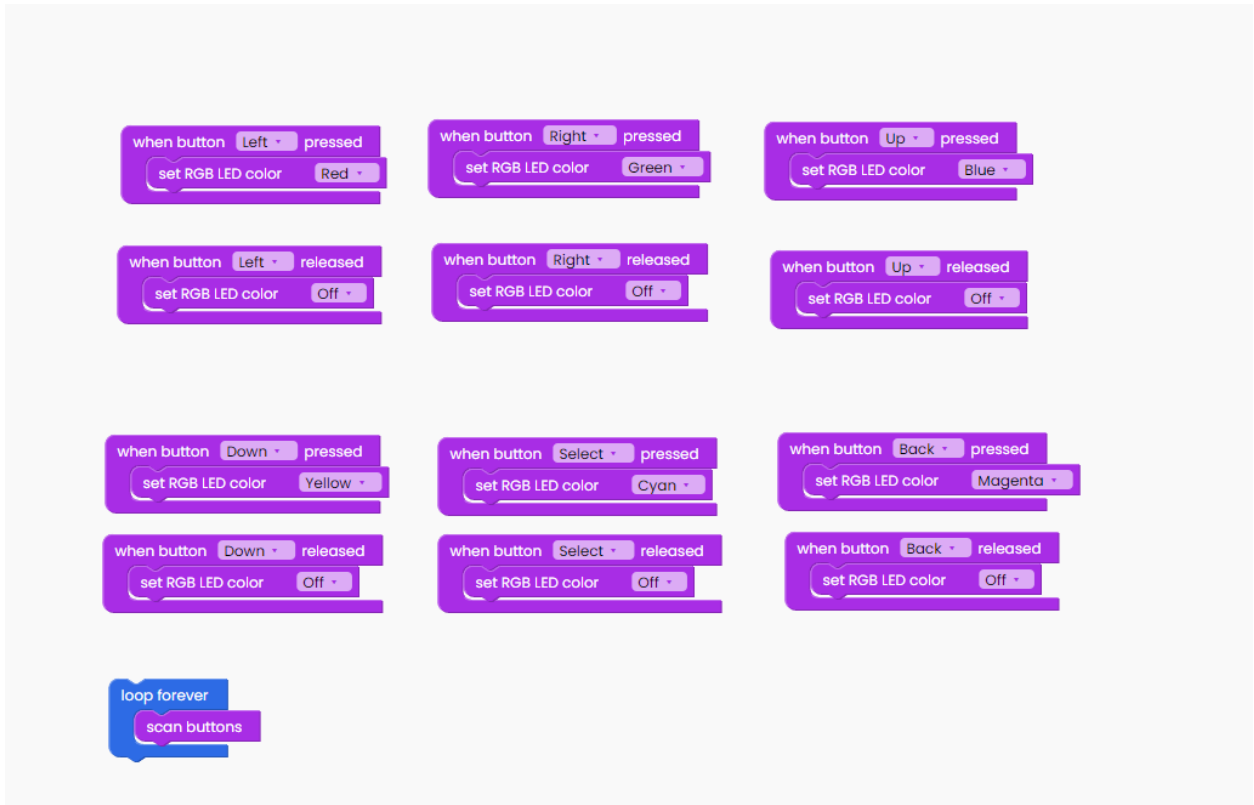 when button Left pressed
set RGB LED color Red
when button Right pressed
set RGB LED color Green
when button Up pressed
set RGB LED color Blue
when button Left released
set RGB LED color Off
when button Right released
set RGB LED color Off
when button Up released
set RGB LED color Off
when button Down pressed
set RGB LED color Yellow
when button Select pressed
set RGB LED color Cyan
when button Back pressed
set RGB LED color Magenta
when button Down released
set RGB LED color Off
when button Select released
set RGB LED color Off
when button Back released
set RGB LED color Off
loop forever
scan buttons